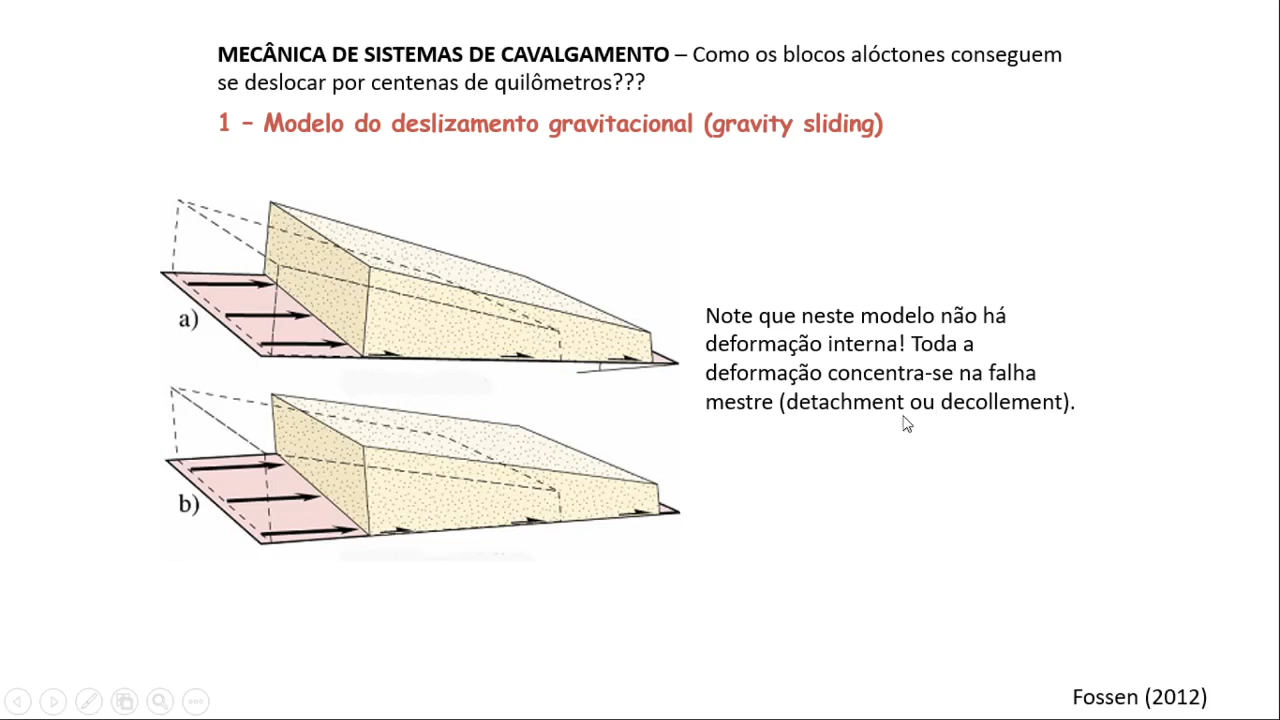 MECÂNICA DE SISTEMAS DE CAVALGAMENTO – Como os blocos alóctones conseguem
se deslocar por centenas de quilômetros???
1 – Modelo do deslizamento gravitacional (gravity sliding)
a)
Note que neste modelo não há
deformação interna! Toda a
deformação concentra-se na falha
mestre (detachment ou decollement).
b)
Fossen (2012)